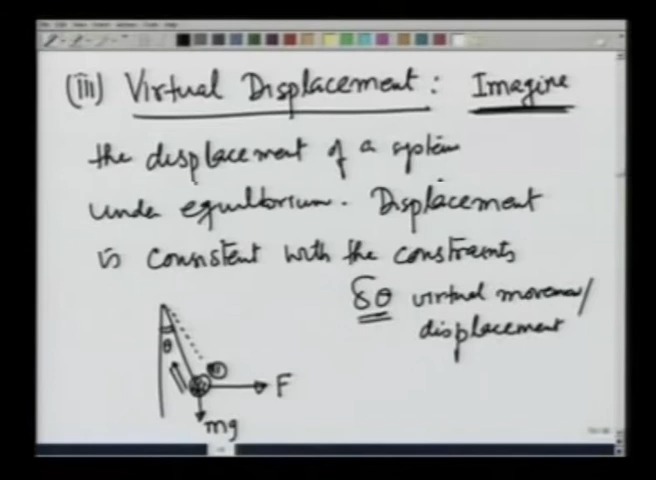 (iii) Virtual Displacement: Imagine
the displacement of a system
under equilibrium. Displacement
is consistent with the constraints
δθ virtual movement/
displacement
θ
F
mg